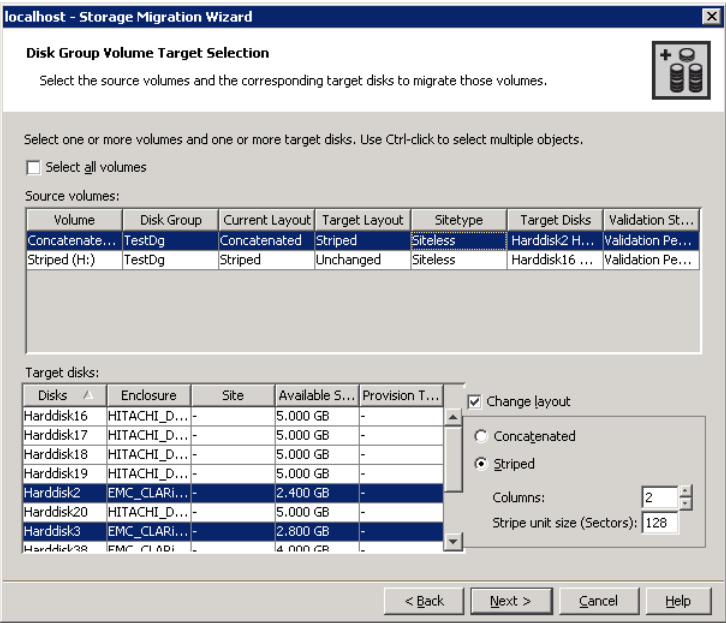 localhost - Storage Migration Wizard
Disk Group Volume Target Selection
Select the source volumes and the corresponding target disks to migrate those volumes.
Select one or more volumes and one or more target disks. Use Ctrl-click to select multiple objects.
Select all volumes
Source volumes:
Volume Disk Group Current Layout Target Layout Sitetype Target Disks Validation St...
Concatenate... TestDg Concatenated Striped Siteless Harddisk2 H... Validation Pe...
Striped (H:) TestDg Striped Unchanged Siteless Harddisk16 ... Validation Pe...
Target disks:
Disks Enclosure Site Available S... Provision T...
Harddisk16 HITACHI_D... - 5.000 GB -
Harddisk17 HITACHI_D... - 5.000 GB -
Harddisk18 HITACHI_D... - 5.000 GB -
Harddisk19 HITACHI_D... - 5.000 GB -
Harddisk2 EMC_CLARi... - 2.400 GB -
Harddisk20 HITACHI_D... - 5.000 GB -
Harddisk3 EMC_CLARi... - 2.800 GB -
Harddisk38 EMC_CLARi... - 4.000 GB -
Change layout
Concatenated
Striped
Columns: 2
Stripe unit size (Sectors): 128
< Back Next > Cancel Help